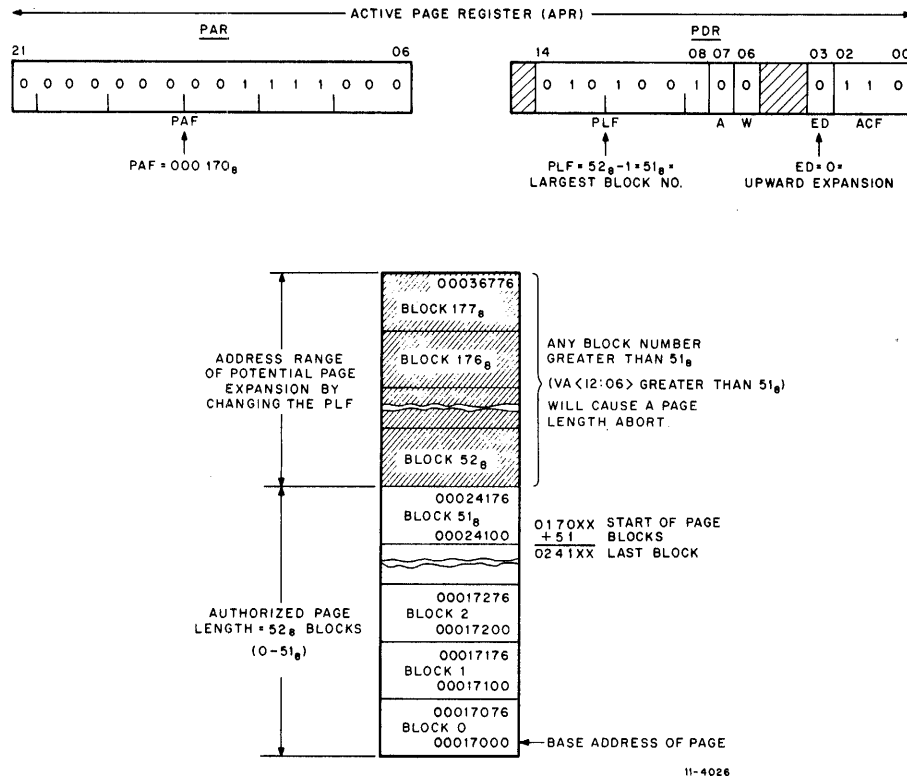 ACTIVE PAGE REGISTER (APR)
PAR
PDR
21 06
14 08 07 06 03 02 00
0 0 0 0 0 0 0 0 0 1 1 1 1 0 0 0
0 1 0 1 0 0 1 0 0 0 1 1 0
PAF
PLF A W ED ACF
PAF = 000 170₈
PLF = 52₈-1=51₈=
LARGEST BLOCK NO.
ED= 0=
UPWARD EXPANSION
00036776
BLOCK 177₈
BLOCK 176₈
BLOCK 52₈
ADDRESS RANGE
OF POTENTIAL PAGE
EXPANSION BY
CHANGING THE PLF
ANY BLOCK NUMBER
GREATER THAN 51₈
(VA<12:06> GREATER THAN 51₈)
WILL CAUSE A PAGE
LENGTH ABORT.
00024176
BLOCK 51₈
00024100
0170XX START OF PAGE
+51 BLOCKS
0241XX LAST BLOCK
AUTHORIZED PAGE
LENGTH = 52₈ BLOCKS
(0-51₈)
00017276
BLOCK 2
00017200
00017176
BLOCK 1
00017100
00017076
BLOCK 0
00017000
BASE ADDRESS OF PAGE
11-4026